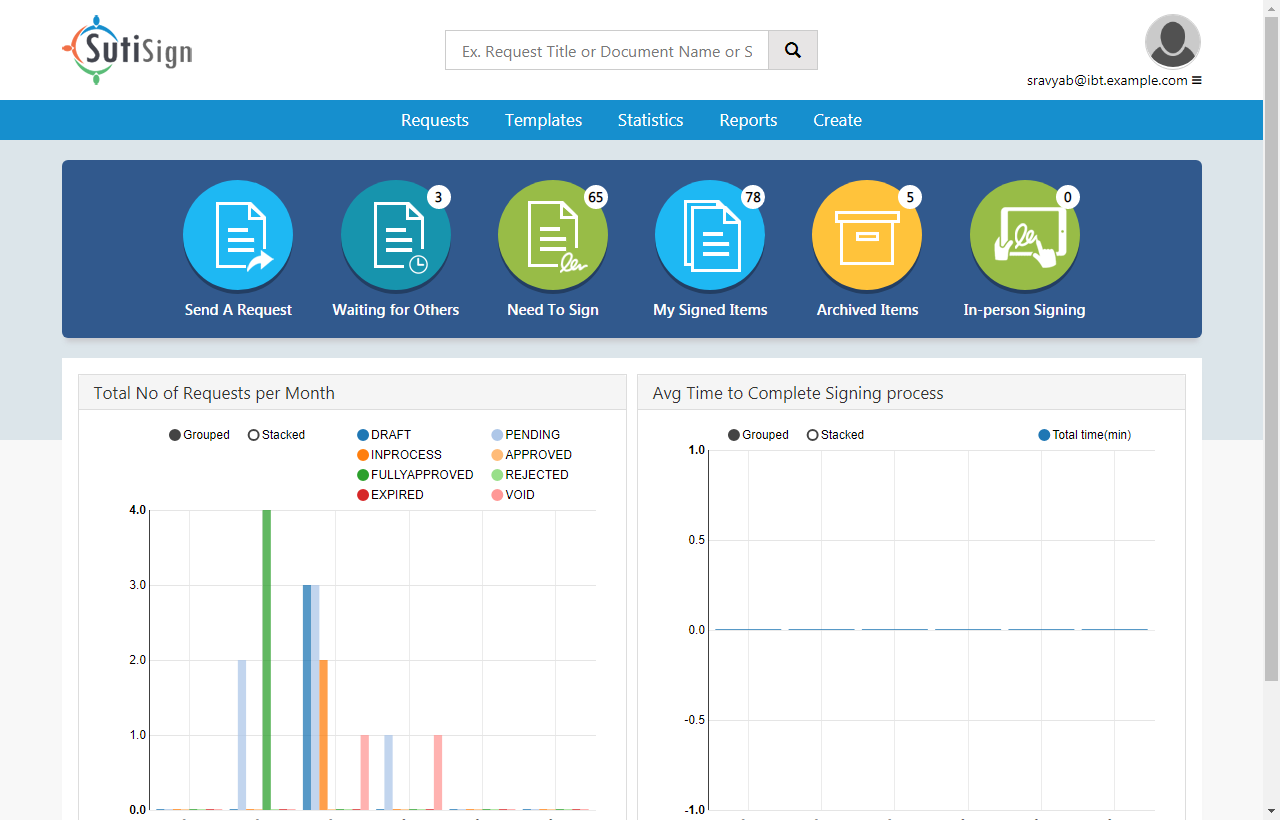 SutiSign
Ex. Request Title or Document Name or S
sravyab@ibt.example.com
Requests Templates Statistics Reports Create
3 65 78 5 0
Send A Request Waiting for Others Need To Sign My Signed Items Archived Items In-person Signing
Total No of Requests per Month
Grouped Stacked DRAFT PENDING
INPROCESS APPROVED
FULLYAPPROVED REJECTED
EXPIRED VOID
4.0
3.0
2.0
1.0
0.0
Avg Time to Complete Signing process
Grouped Stacked Total time(min)
1.0
0.5
0.0
-0.5
-1.0